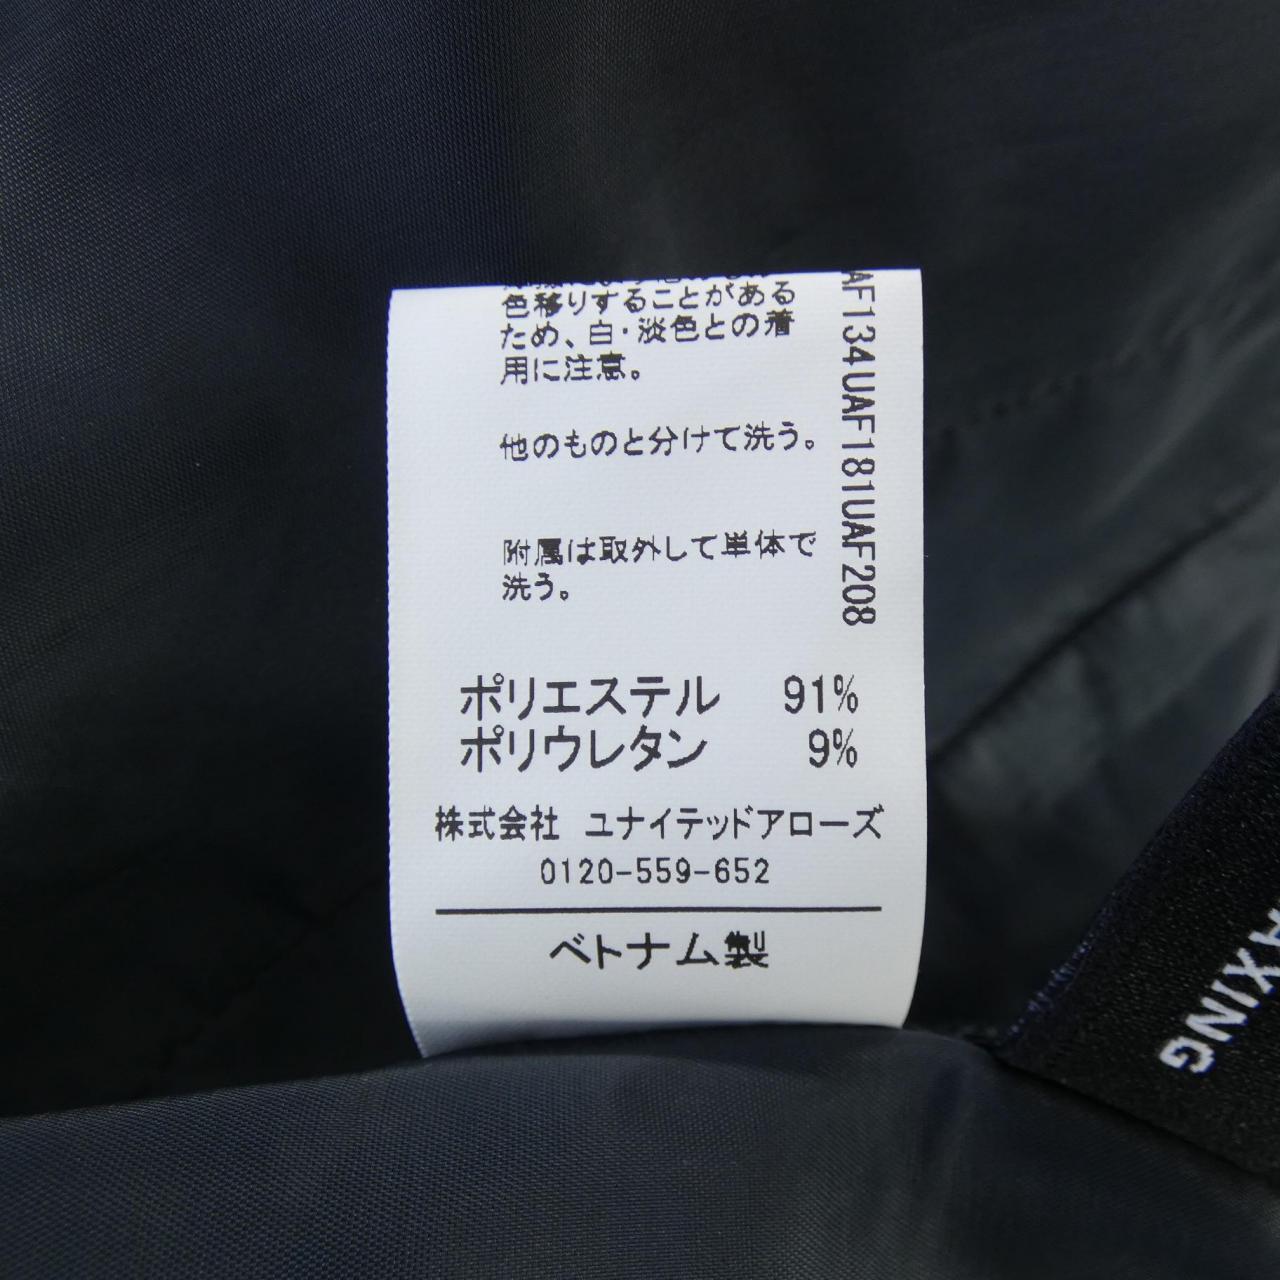 色移りすることがある
ため、白・淡色との着
用に注意。
他のものと分けて洗う。
附属は取外して単体で
洗う。
AF134UAF181UAF208
ポリエステル 91%
ポリウレタン 9%
株式会社 ユナイテッドアローズ
0120-559-652
ベトナム製
AXING